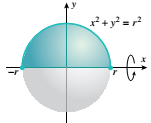 y
x² + y² = r²
x
−r
r